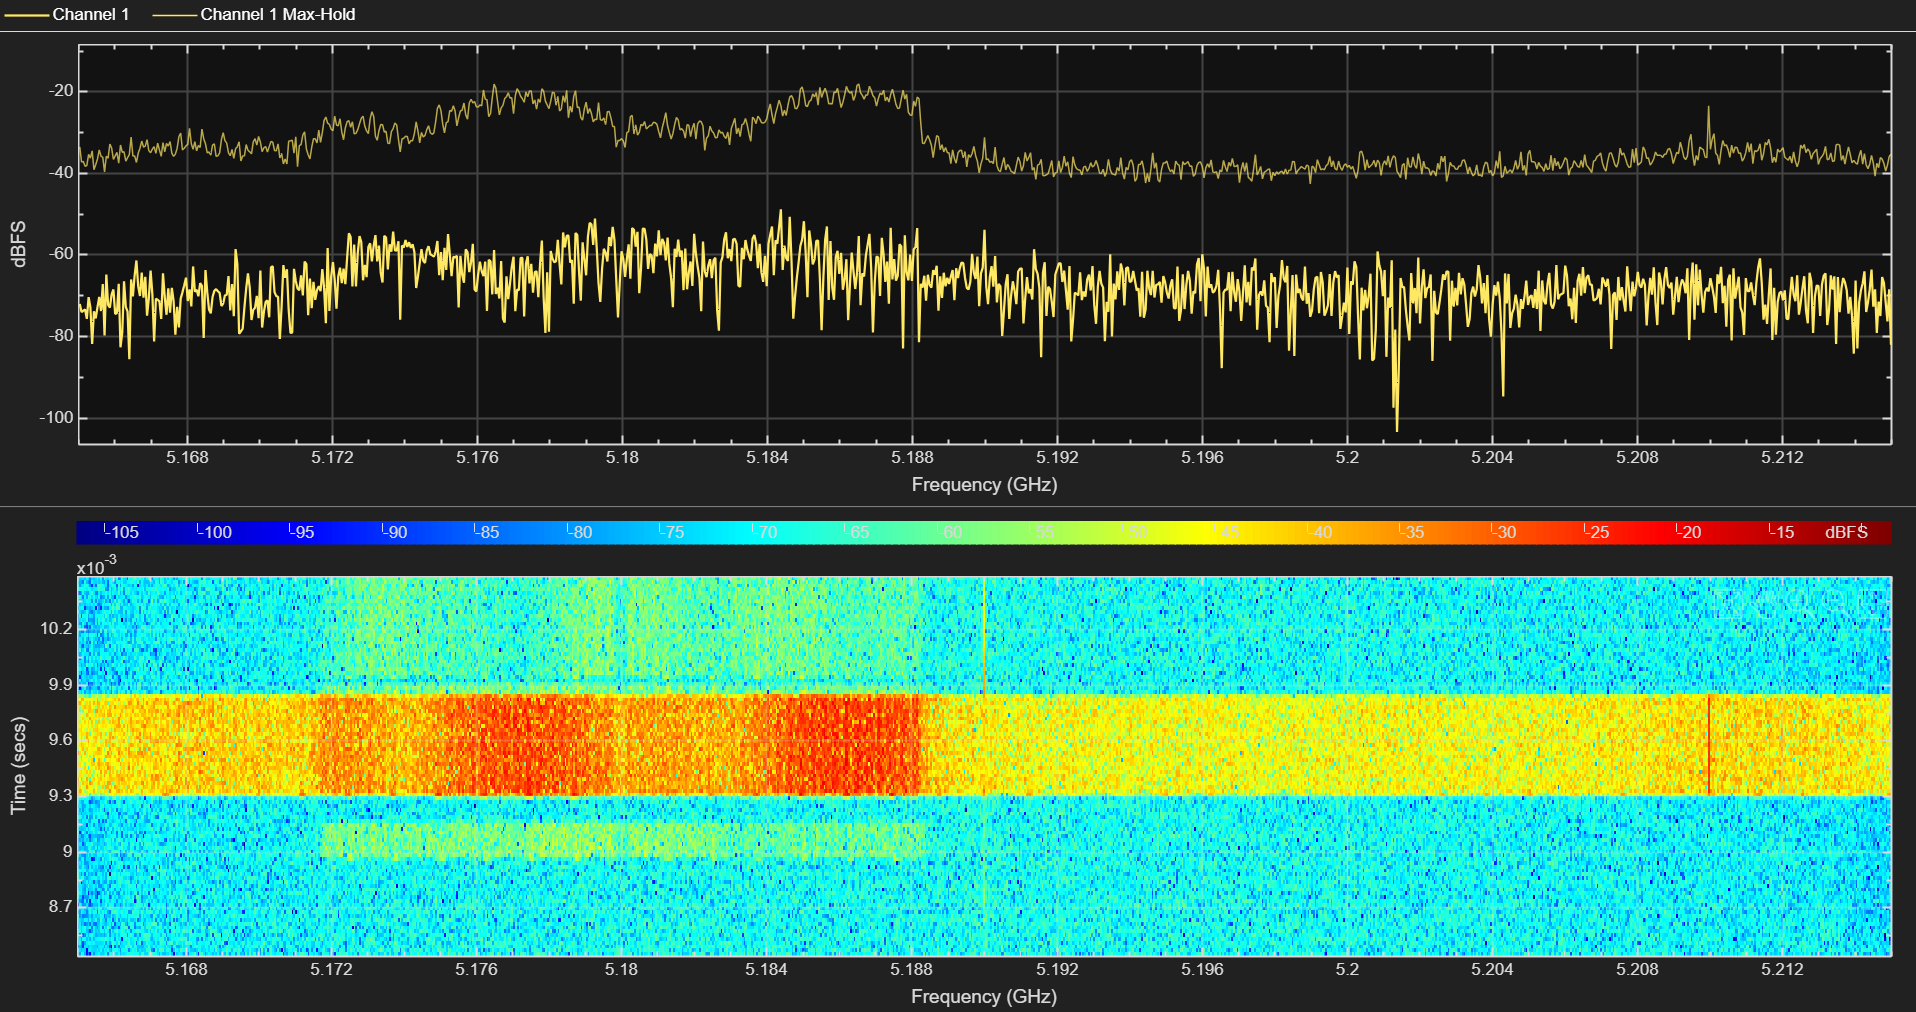 Channel 1 Channel 1 Max-Hold
-20
-40
-60
-80
-100
dBFS
5.168 5.172 5.176 5.18 5.184 5.188 5.192 5.196 5.2 5.204 5.208 5.212
Frequency (GHz)
-105 -100 -95 -90 -85 -80 -75 -70 -65 -60 -55 -50 -45 -40 -35 -30 -25 -20 -15 dBFS
x10-3
10.2
9.9
9.6
9.3
9
8.7
Time (secs)
5.168 5.172 5.176 5.18 5.184 5.188 5.192 5.196 5.2 5.204 5.208 5.212
Frequency (GHz)